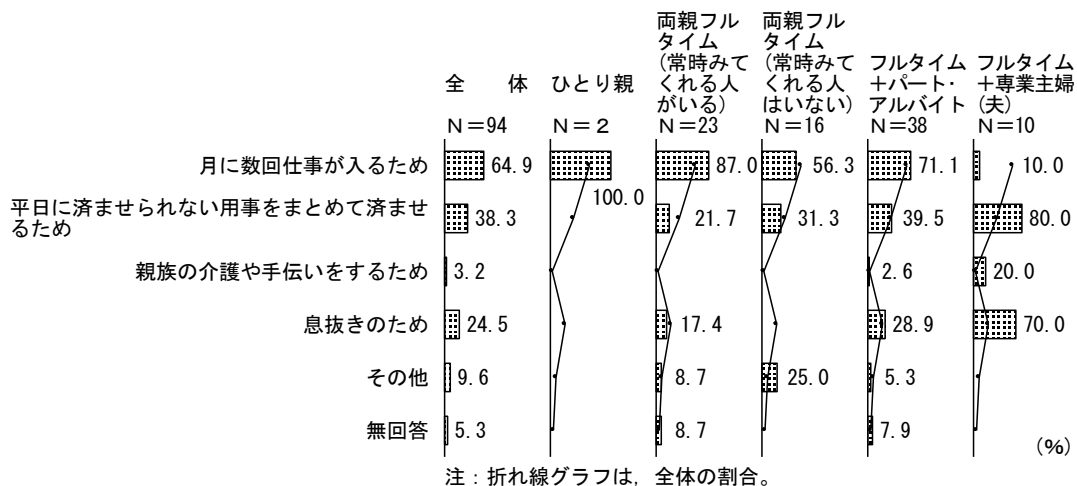 全　体
N=94
ひとり親
N=2
両親フル
タイム
(常時みて
くれる人
がいる)
N=23
両親フル
タイム
(常時みて
くれる人
はいない)
N=16
フルタイム
+パート・
アルバイト
N=38
フルタイム
+専業主婦
(夫)
N=10
月に数回仕事が入るため
64.9
100.0
87.0
56.3
71.1
10.0
平日に済ませられない用事をまとめて済ませ
るため
38.3
21.7
31.3
39.5
80.0
親族の介護や手伝いをするため
3.2
2.6
20.0
息抜きのため
24.5
17.4
28.9
70.0
その他
9.6
8.7
25.0
5.3
無回答
5.3
8.7
7.9
(%)
注：折れ線グラフは，全体の割合。